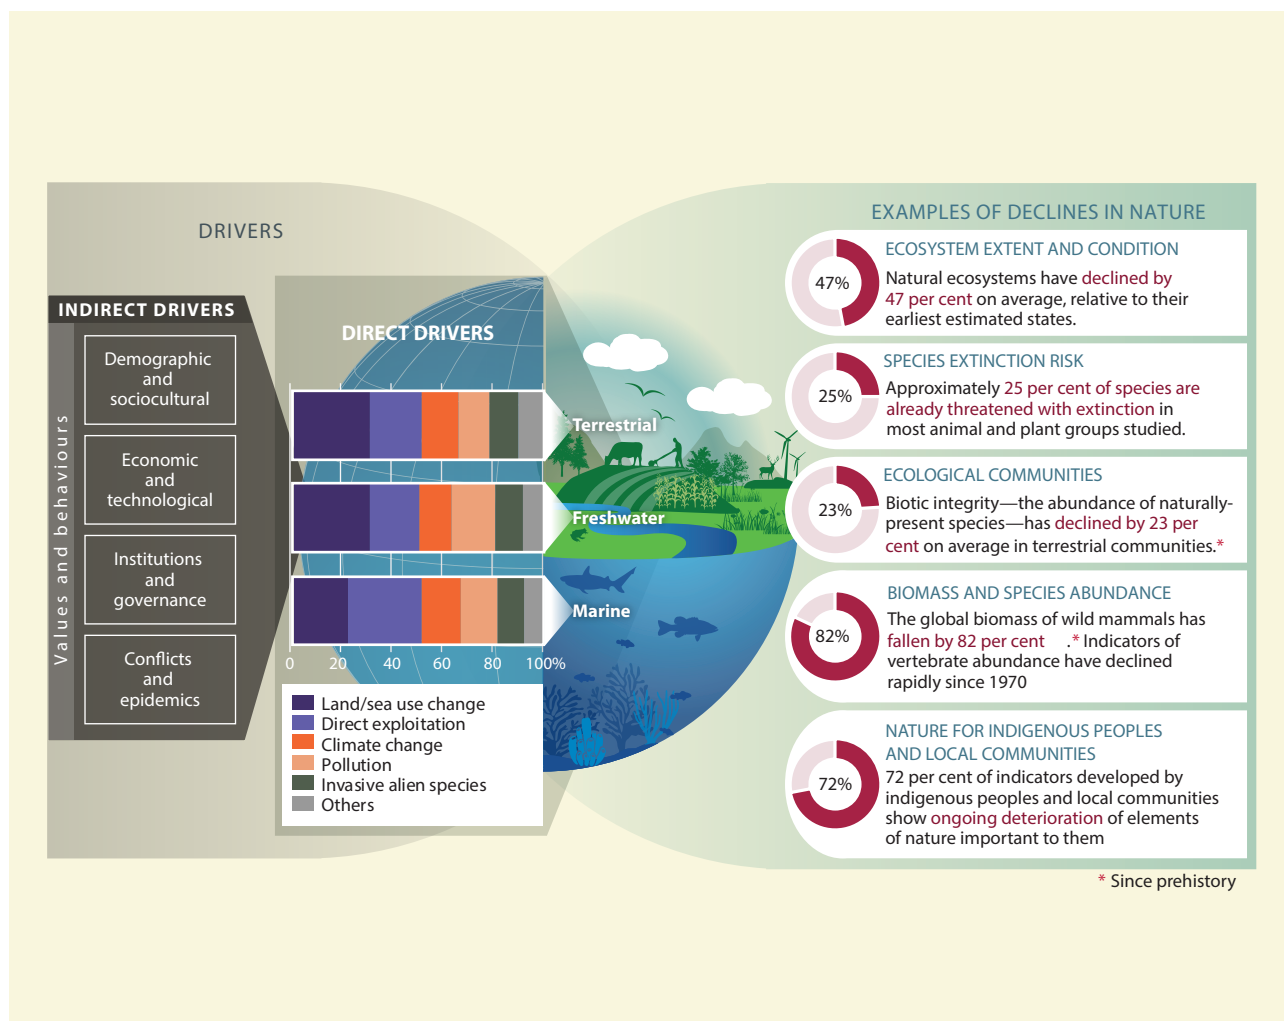 DRIVERS
INDIRECT DRIVERS
Values and behaviours
Demographic
and
sociocultural
Economic
and
technological
Institutions
and
governance
Conflicts
and
epidemics
DIRECT DRIVERS
Terrestrial
Freshwater
Marine
0 20 40 60 80 100%
Land/sea use change
Direct exploitation
Climate change
Pollution
Invasive alien species
Others
EXAMPLES OF DECLINES IN NATURE
47%
ECOSYSTEM EXTENT AND CONDITION
Natural ecosystems have declined by
47 per cent on average, relative to their
earliest estimated states.
25%
SPECIES EXTINCTION RISK
Approximately 25 per cent of species are
already threatened with extinction in
most animal and plant groups studied.
23%
ECOLOGICAL COMMUNITIES
Biotic integrity—the abundance of naturally-
present species—has declined by 23 per
cent on average in terrestrial communities.*
82%
BIOMASS AND SPECIES ABUNDANCE
The global biomass of wild mammals has
fallen by 82 per cent .* Indicators of
vertebrate abundance have declined
rapidly since 1970
72%
NATURE FOR INDIGENOUS PEOPLES
AND LOCAL COMMUNITIES
72 per cent of indicators developed by
indigenous peoples and local communities
show ongoing deterioration of elements
of nature important to them
* Since prehistory